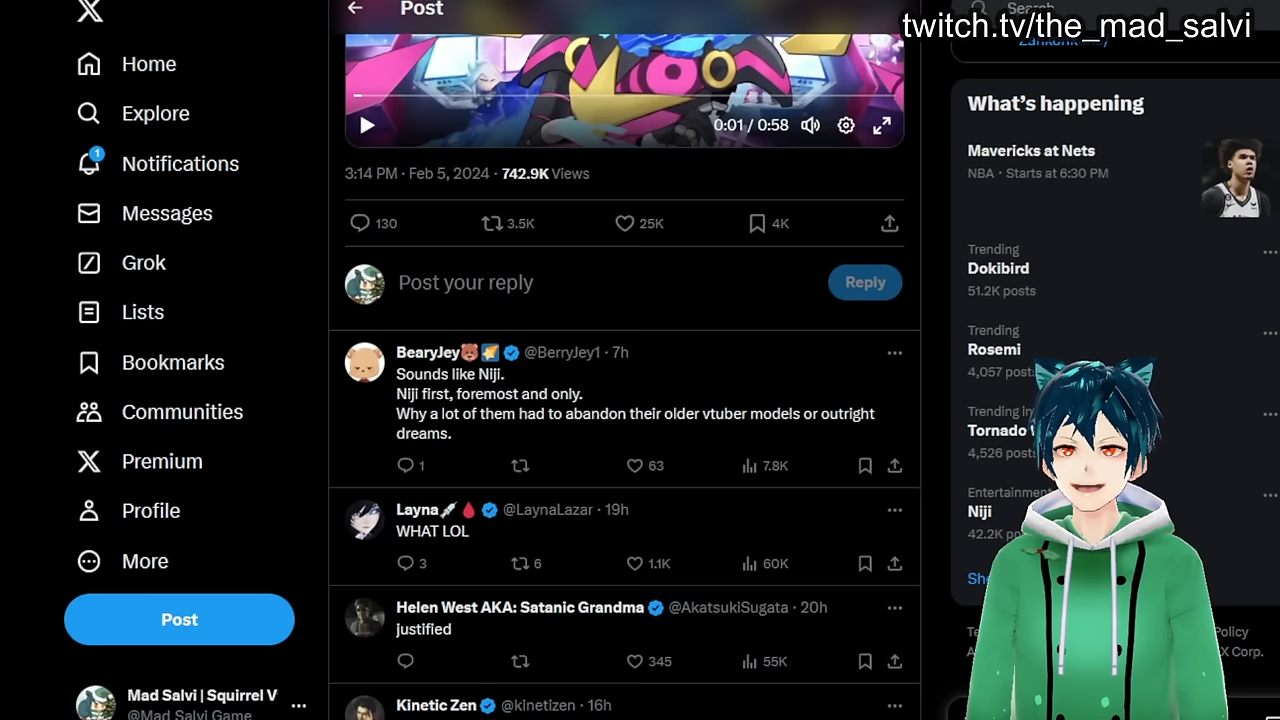 Post
Search
twitch.tv/the_mad_salvi
Home
Explore
1
Notifications
Messages
Grok
Lists
Bookmarks
Communities
Premium
Profile
More
Post
Mad Salvi | Squirrel V
@Mad_Salvi_Game
0:01 / 0:58
3:14 PM · Feb 5, 2024 · 742.9K Views
130
3.5K
25K
4K
Post your reply
Reply
BearyJey @BerryJey1 · 7h
Sounds like Niji.
Niji first, foremost and only.
Why a lot of them had to abandon their older vtuber models or outright
dreams.
1
63
7.8K
Layna @LaynaLazar · 19h
WHAT LOL
3
6
1.1K
60K
Helen West AKA: Satanic Grandma @AkatsukiSugata · 20h
justified
345
55K
Kinetic Zen @kinetizen · 16h
What's happening
Mavericks at Nets
NBA · Starts at 6:30 PM
Trending
Dokibird
51.2K posts
Trending
Rosemi
4,057 posts
Trending in
Tornado
4,526 posts
Entertainment
Niji
42.2K
Policy
X Corp.